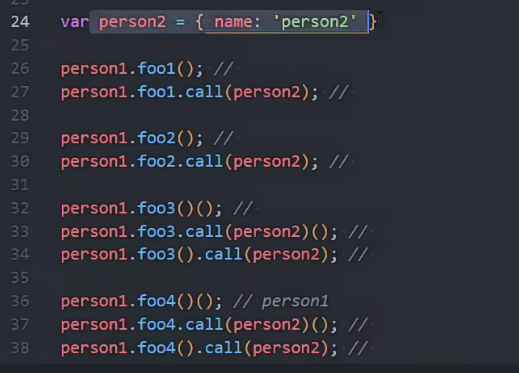 24 var person2 = { name: 'person2' }
25
26 person1.foo1(); //
27 person1.foo1.call(person2); //
28
29 person1.foo2(); //
30 person1.foo2.call(person2); //
31
32 person1.foo3()(); //
33 person1.foo3.call(person2)(); //
34 person1.foo3().call(person2); //
35
36 person1.foo4()(); // person1
37 person1.foo4.call(person2)(); //
38 person1.foo4().call(person2); //